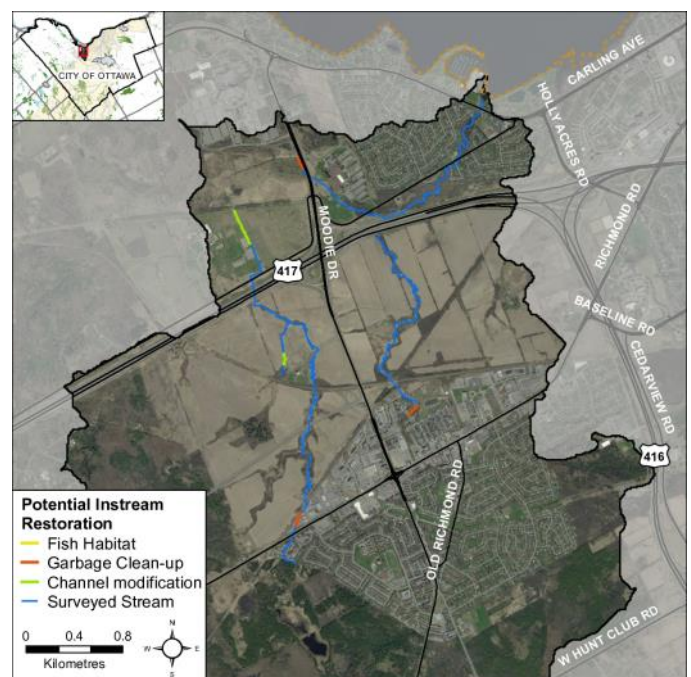 CITY OF OTTAWA
CARLING AVE
HOLLY ACRES RD
RICHMOND RD
MOODIE DR
417
BASELINE RD
CEDARVIEW RD
416
OLD RICHMOND RD
W HUNT CLUB RD
Potential Instream
Restoration
Fish Habitat
Garbage Clean-up
Channel modification
Surveyed Stream
0 0.4 0.8
Kilometres
N
W E
S